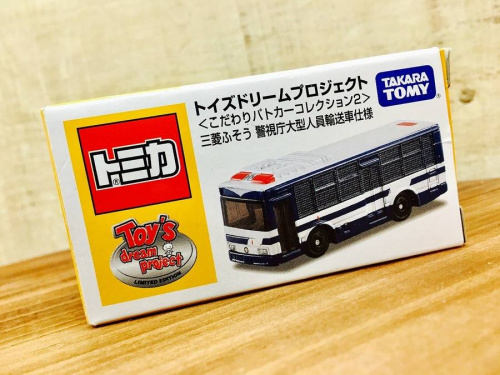 トイズドリームプロジェクト
<こだわりパトカーコレクション2>
三菱ふそう 警視庁大型人員輸送車仕様
TAKARA
TOMY
トミカ
®
Toy's
dream
project
LIMITED EDITION